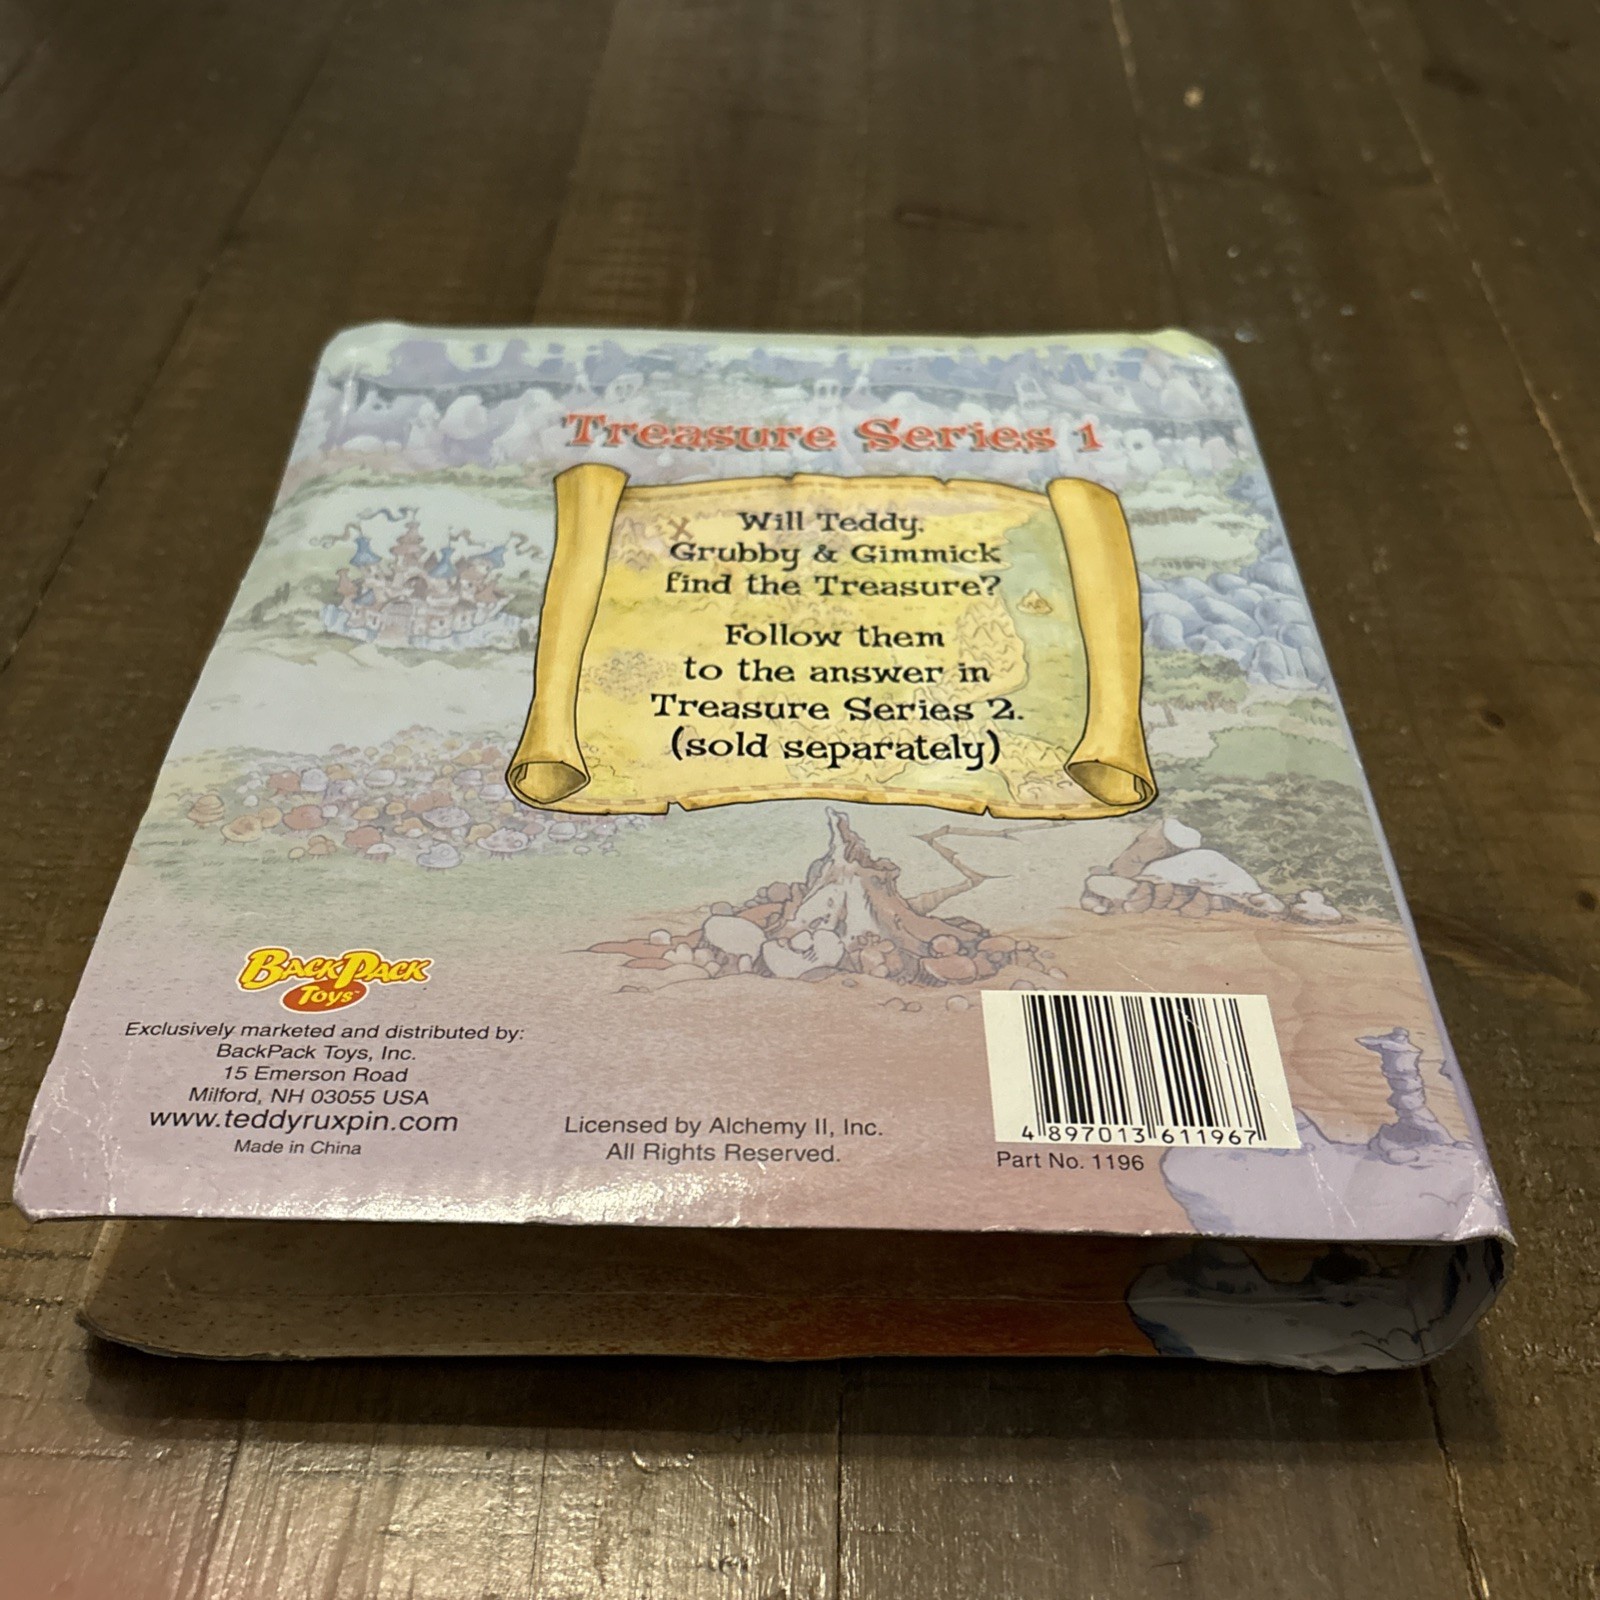 Treasure Series 1
Will Teddy,
Grubby & Gimmick
find the Treasure?
Follow them
to the answer in
Treasure Series 2.
(sold separately)
BackPack
Toys™
Exclusively marketed and distributed by:
BackPack Toys, Inc.
15 Emerson Road
Milford, NH 03055 USA
www.teddyruxpin.com
Made in China
Licensed by Alchemy II, Inc.
All Rights Reserved.
4 897013 611967
Part No. 1196